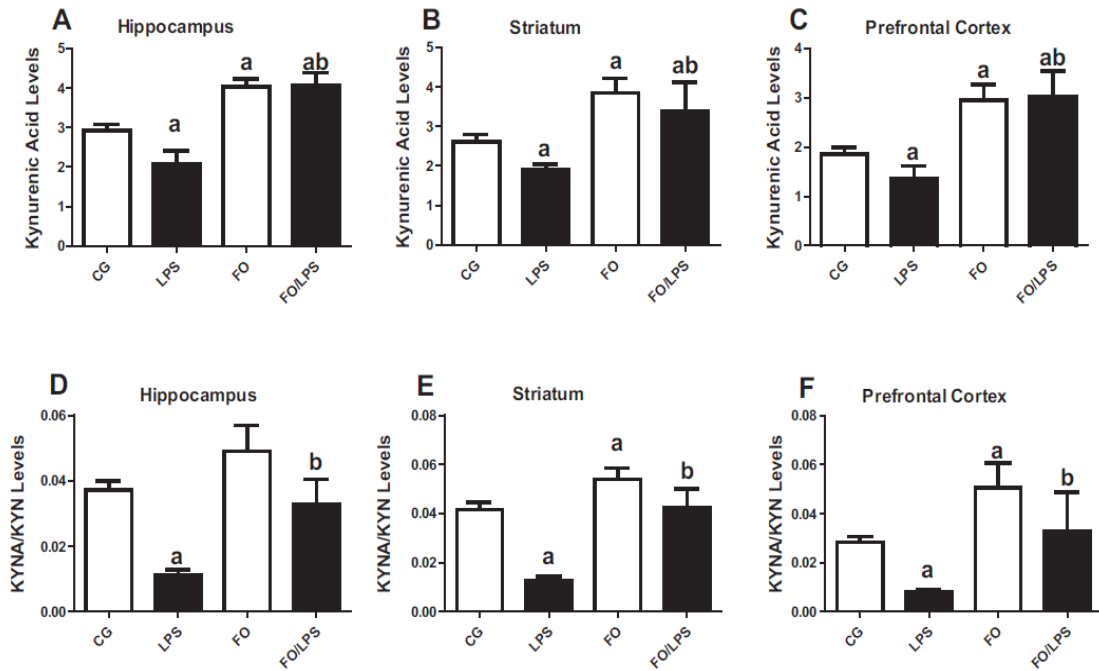 A
Hippocampus
Kynurenic Acid Levels
5
4
3
2
1
0
a
a
ab
CG
LPS
FO
FO/LPS
B
Striatum
Kynurenic Acid Levels
5
4
3
2
1
0
a
a
ab
CG
LPS
FO
FO/LPS
C
Prefrontal Cortex
Kynurenic Acid Levels
4
3
2
1
0
a
a
ab
CG
LPS
FO
FO/LPS
D
Hippocampus
KYNA/KYN Levels
0.06
0.04
0.02
0.00
a
b
CG
LPS
FO
FO/LPS
E
Striatum
KYNA/KYN Levels
0.08
0.06
0.04
0.02
0.00
a
a
b
CG
LPS
FO
FO/LPS
F
Prefrontal Cortex
KYNA/KYN Levels
0.08
0.06
0.04
0.02
0.00
a
a
b
CG
LPS
FO
FO/LPS